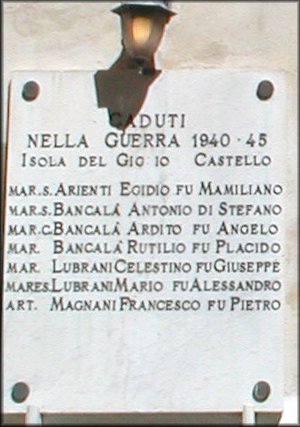 CADUTI
NELLA GUERRA 1940-45
ISOLA DEL GIG IO CASTELLO
MAR.S. ARIENTI EGIDIO FU MAMILIANO
MAR.S. BANCALÁ ANTONIO DI STEFANO
MAR.C. BANCALÁ ARDITO FU ANGELO
MAR. BANCALÁ RUTILIO FU PLACIDO
MAR. LUBRANI CELESTINO FU GIUSEPPE
MARES. LUBRANI MARIO FU ALESSANDRO
ART. MAGNANI FRANCESCO FU PIETRO